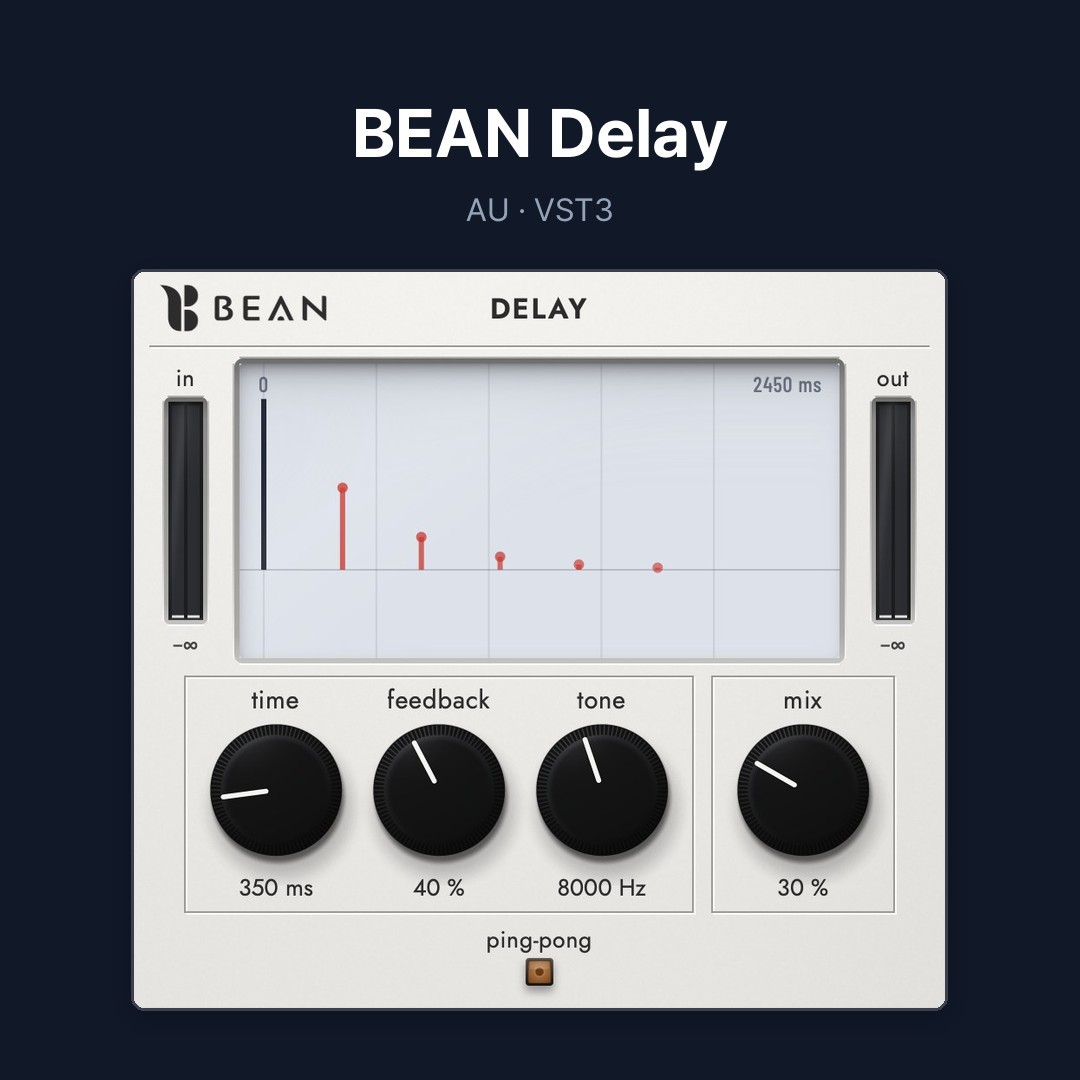 BEAN Delay
AU · VST3
BEAN DELAY
in
0 2450 ms
out
−∞
−∞
time feedback tone mix
350 ms 40 % 8000 Hz 30 %
ping-pong